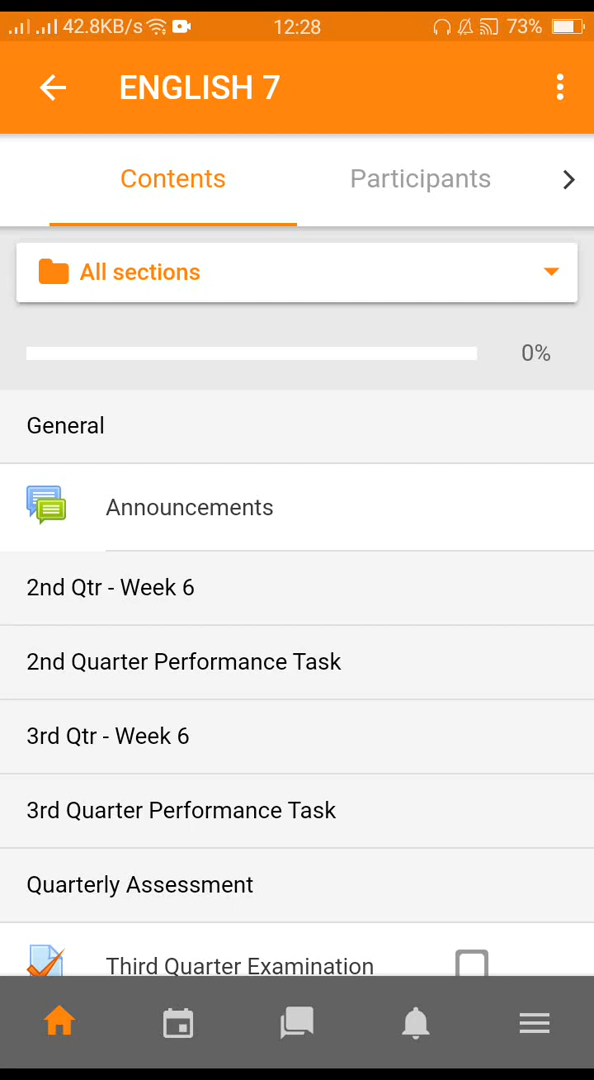 42.8KB/s 12:28 73%
ENGLISH 7
Contents Participants
All sections
0%
General
Announcements
2nd Qtr - Week 6
2nd Quarter Performance Task
3rd Qtr - Week 6
3rd Quarter Performance Task
Quarterly Assessment
Third Quarter Examination